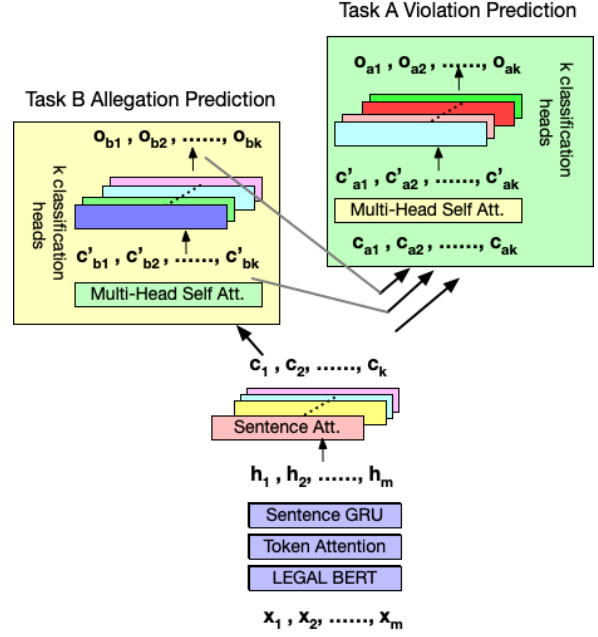 Task A Violation Prediction
o_a1 , o_a2 , ......, o_ak
k classification heads
c'_a1 , c'_a2 , ......, c'_ak
Multi-Head Self Att.
c_a1 , c_a2 , ......, c_ak
Task B Allegation Prediction
o_b1 , o_b2 , ......, o_bk
k classification heads
c'_b1 , c'_b2 , ......, c'_bk
Multi-Head Self Att.
c_1 , c_2, ......, c_k
Sentence Att.
h_1 , h_2, ......, h_m
Sentence GRU
Token Attention
LEGAL BERT
x_1 , x_2, ......, x_m